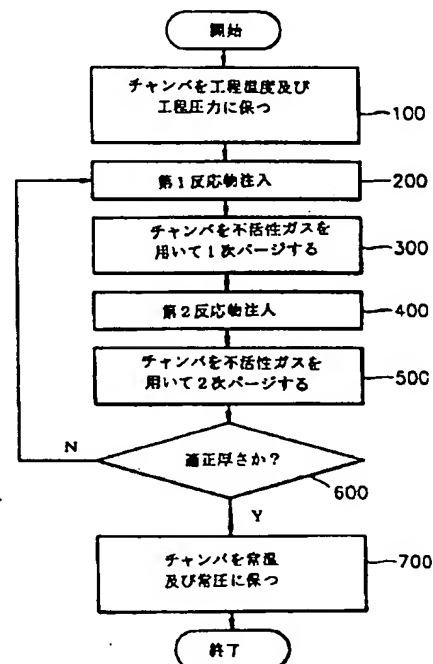 開始
チャンバを工程温度及び
工程圧力に保つ
100
第1反応物注入
200
チャンバを不活性ガスを
用いて1次パージする
300
第2反応物注入
400
チャンバを不活性ガスを
用いて2次パージする
500
適正厚さか?
N
600
Y
チャンバを常温
及び常圧に保つ
700
終了